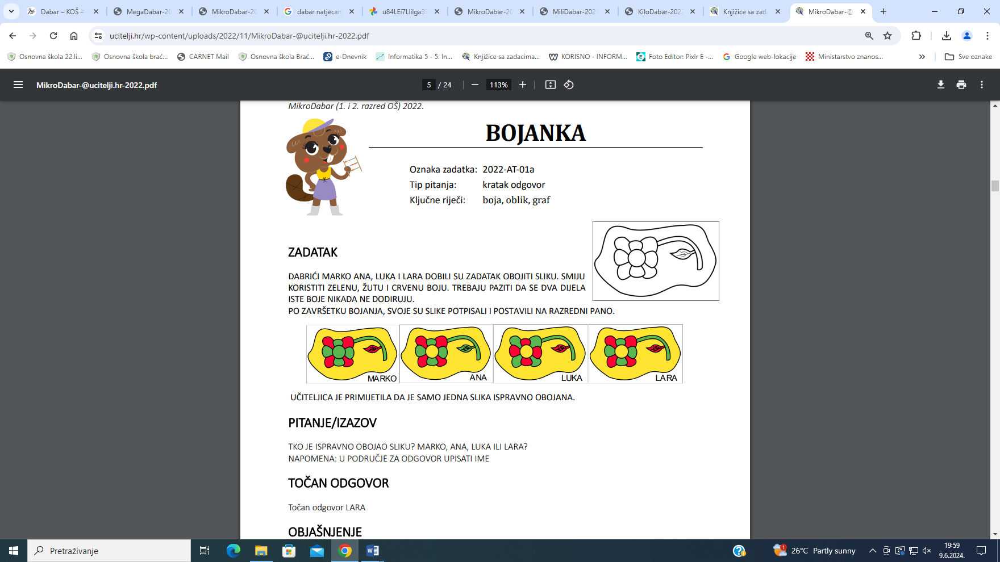 Dabar – KOŠ –
MegaDabar-20
MikroDabar-20
dabar natjecan
MikroDabar-20
MiliDabar-202
KiloDabar-202
Knjižice sa zada
MikroDabar-@
ucitelji.hr/wp-content/uploads/2022/11/MikroDabar-@ucitelji.hr-2022.pdf
Osnovna škola 22.li...
Osnovna škola brać...
CARNET Mail
Osnovna škola Brać...
e-Dnevnik
Informatika 5 - 5. In...
Knjižice sa zadacima...
KORISNO - INFORM...
Foto Editor: Pixlr E -...
Google web-lokacije
Ministarstvo znanos...
Sve oznake
MikroDabar-@ucitelji.hr-2022.pdf
5 / 24
113%
MikroDabar (1. i 2. razred OŠ) 2022.
BOJANKA
Oznaka zadatka: 2022-AT-01a
Tip pitanja: kratak odgovor
Ključne riječi: boja, oblik, graf
ZADATAK
DABRIĆI MARKO ANA, LUKA I LARA DOBILI SU ZADATAK OBOJITI SLIKU. SMIJU
KORISTITI ZELENU, ŽUTU I CRVENU BOJU. TREBAJU PAZITI DA SE DVA DIJELA
ISTE BOJE NIKADA NE DODIRUJU.
PO ZAVRŠETKU BOJANJA, SVOJE SU SLIKE POTPISALI I POSTAVILI NA RAZREDNI PANO.
MARKO
ANA
LUKA
LARA
UČITELJICA JE PRIMIJETILA DA JE SAMO JEDNA SLIKA ISPRAVNO OBOJANA.
PITANJE/IZAZOV
TKO JE ISPRAVNO OBOJAO SLIKU? MARKO, ANA, LUKA ILI LARA?
NAPOMENA: U PODRUČJE ZA ODGOVOR UPISATI IME
TOČAN ODGOVOR
Točan odgovor LARA
OBJAŠNJENJE
Pretraživanje
26°C Partly sunny
19:59
9.6.2024.